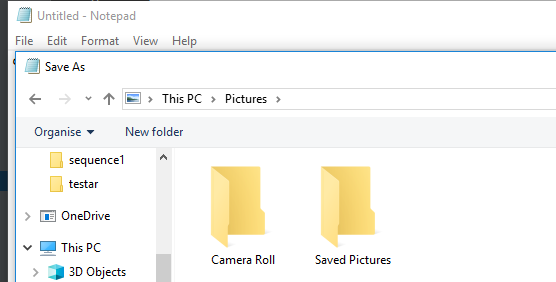 Untitled - Notepad
File Edit Format View Help
Save As
This PC Pictures
Organise New folder
sequence1
testar
OneDrive
This PC
3D Objects
Camera Roll Saved Pictures